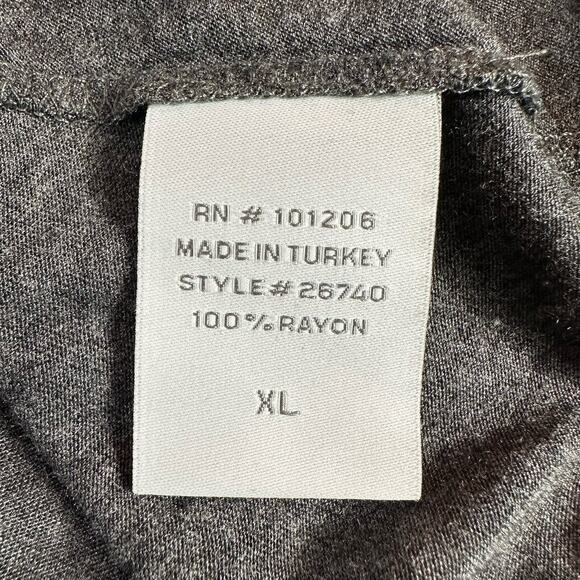 RN # 101206
MADE IN TURKEY
STYLE# 26740
100% RAYON
XL